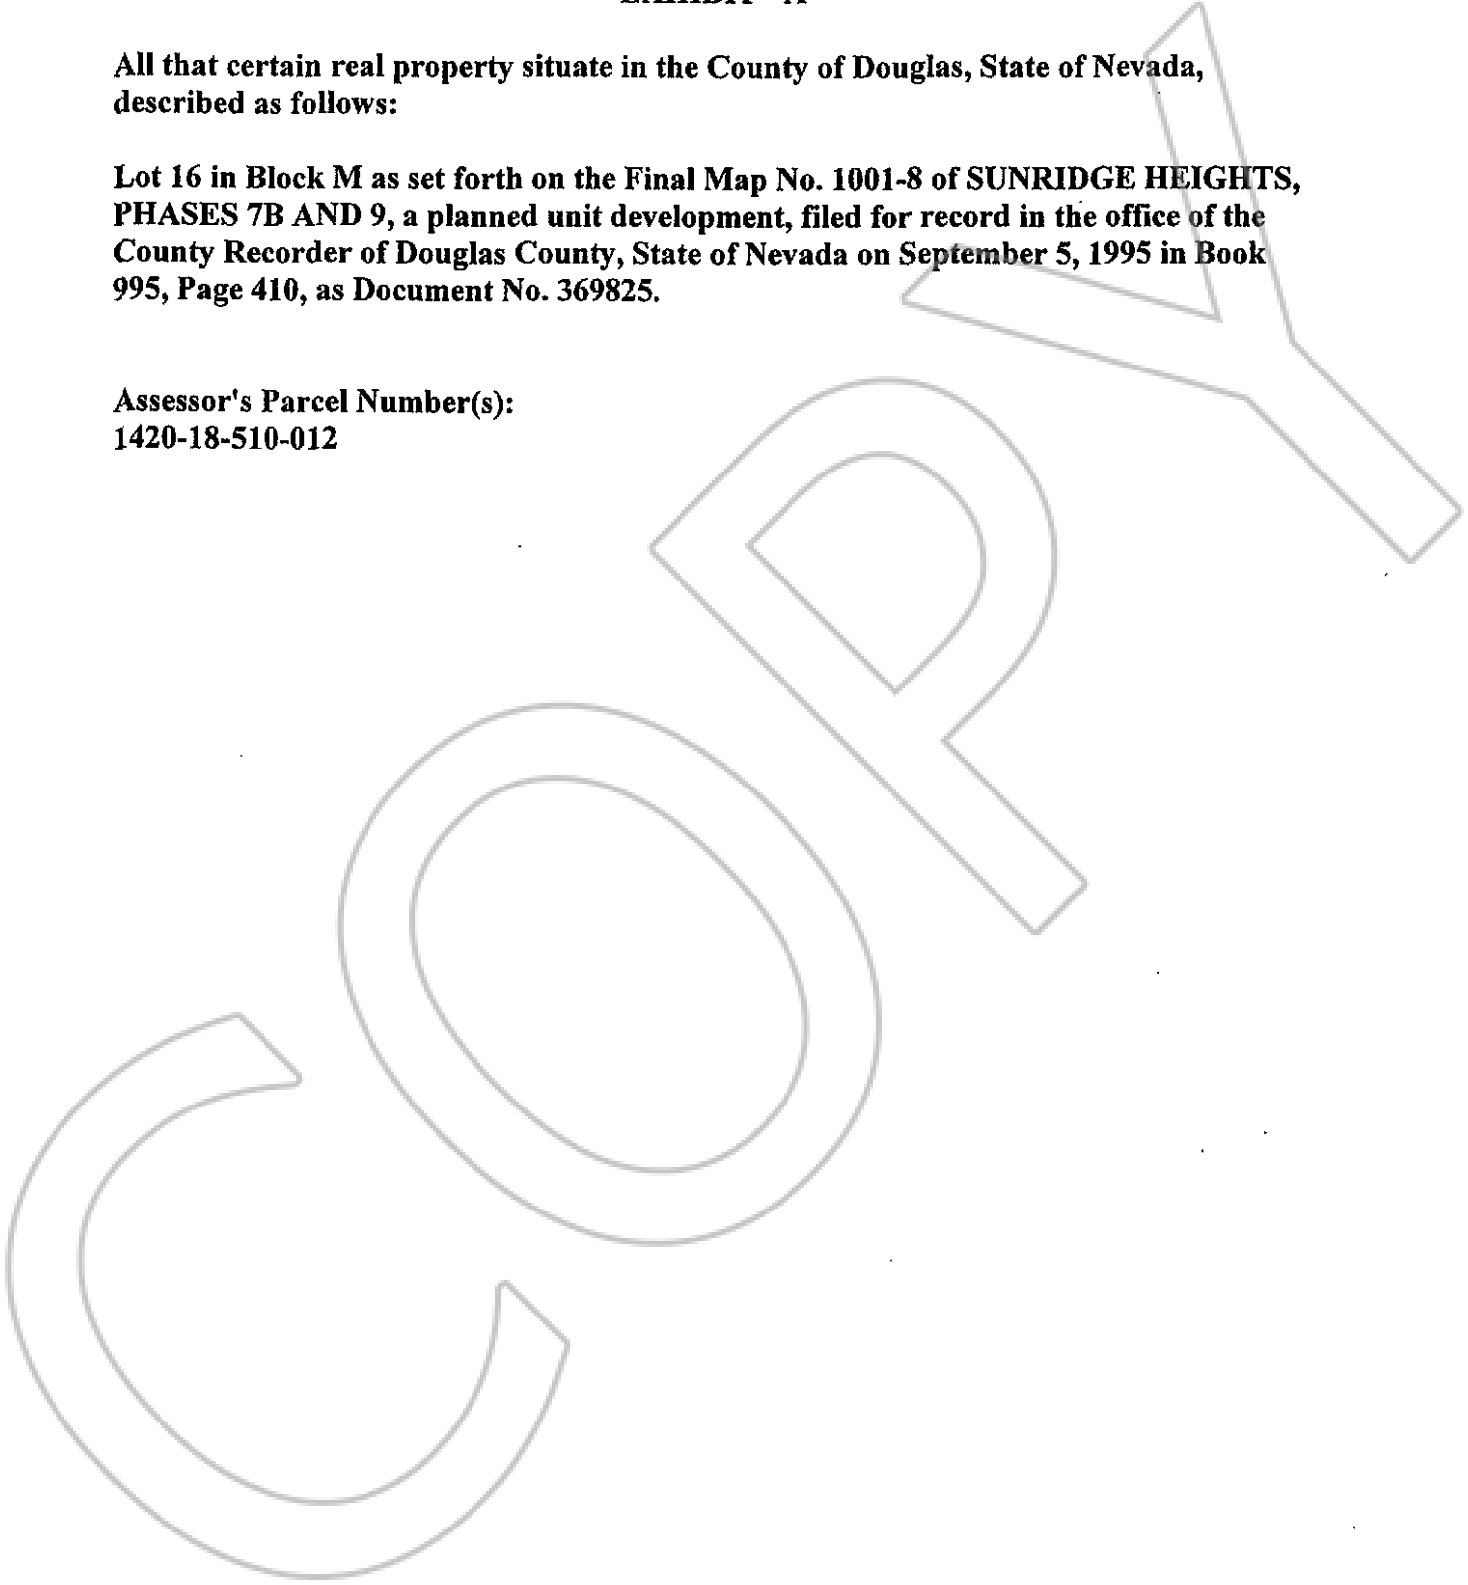 All that certain real property situate in the County of Douglas, State of Nevada,
described as follows:
Lot 16 in Block M as set forth on the Final Map No. 1001-8 of SUNRIDGE HEIGHTS,
PHASES 7B AND 9, a planned unit development, filed for record in the office of the
County Recorder of Douglas County, State of Nevada on September 5, 1995 in Book
995, Page 410, as Document No. 369825.
Assessor's Parcel Number(s):
1420-18-510-012
COPY